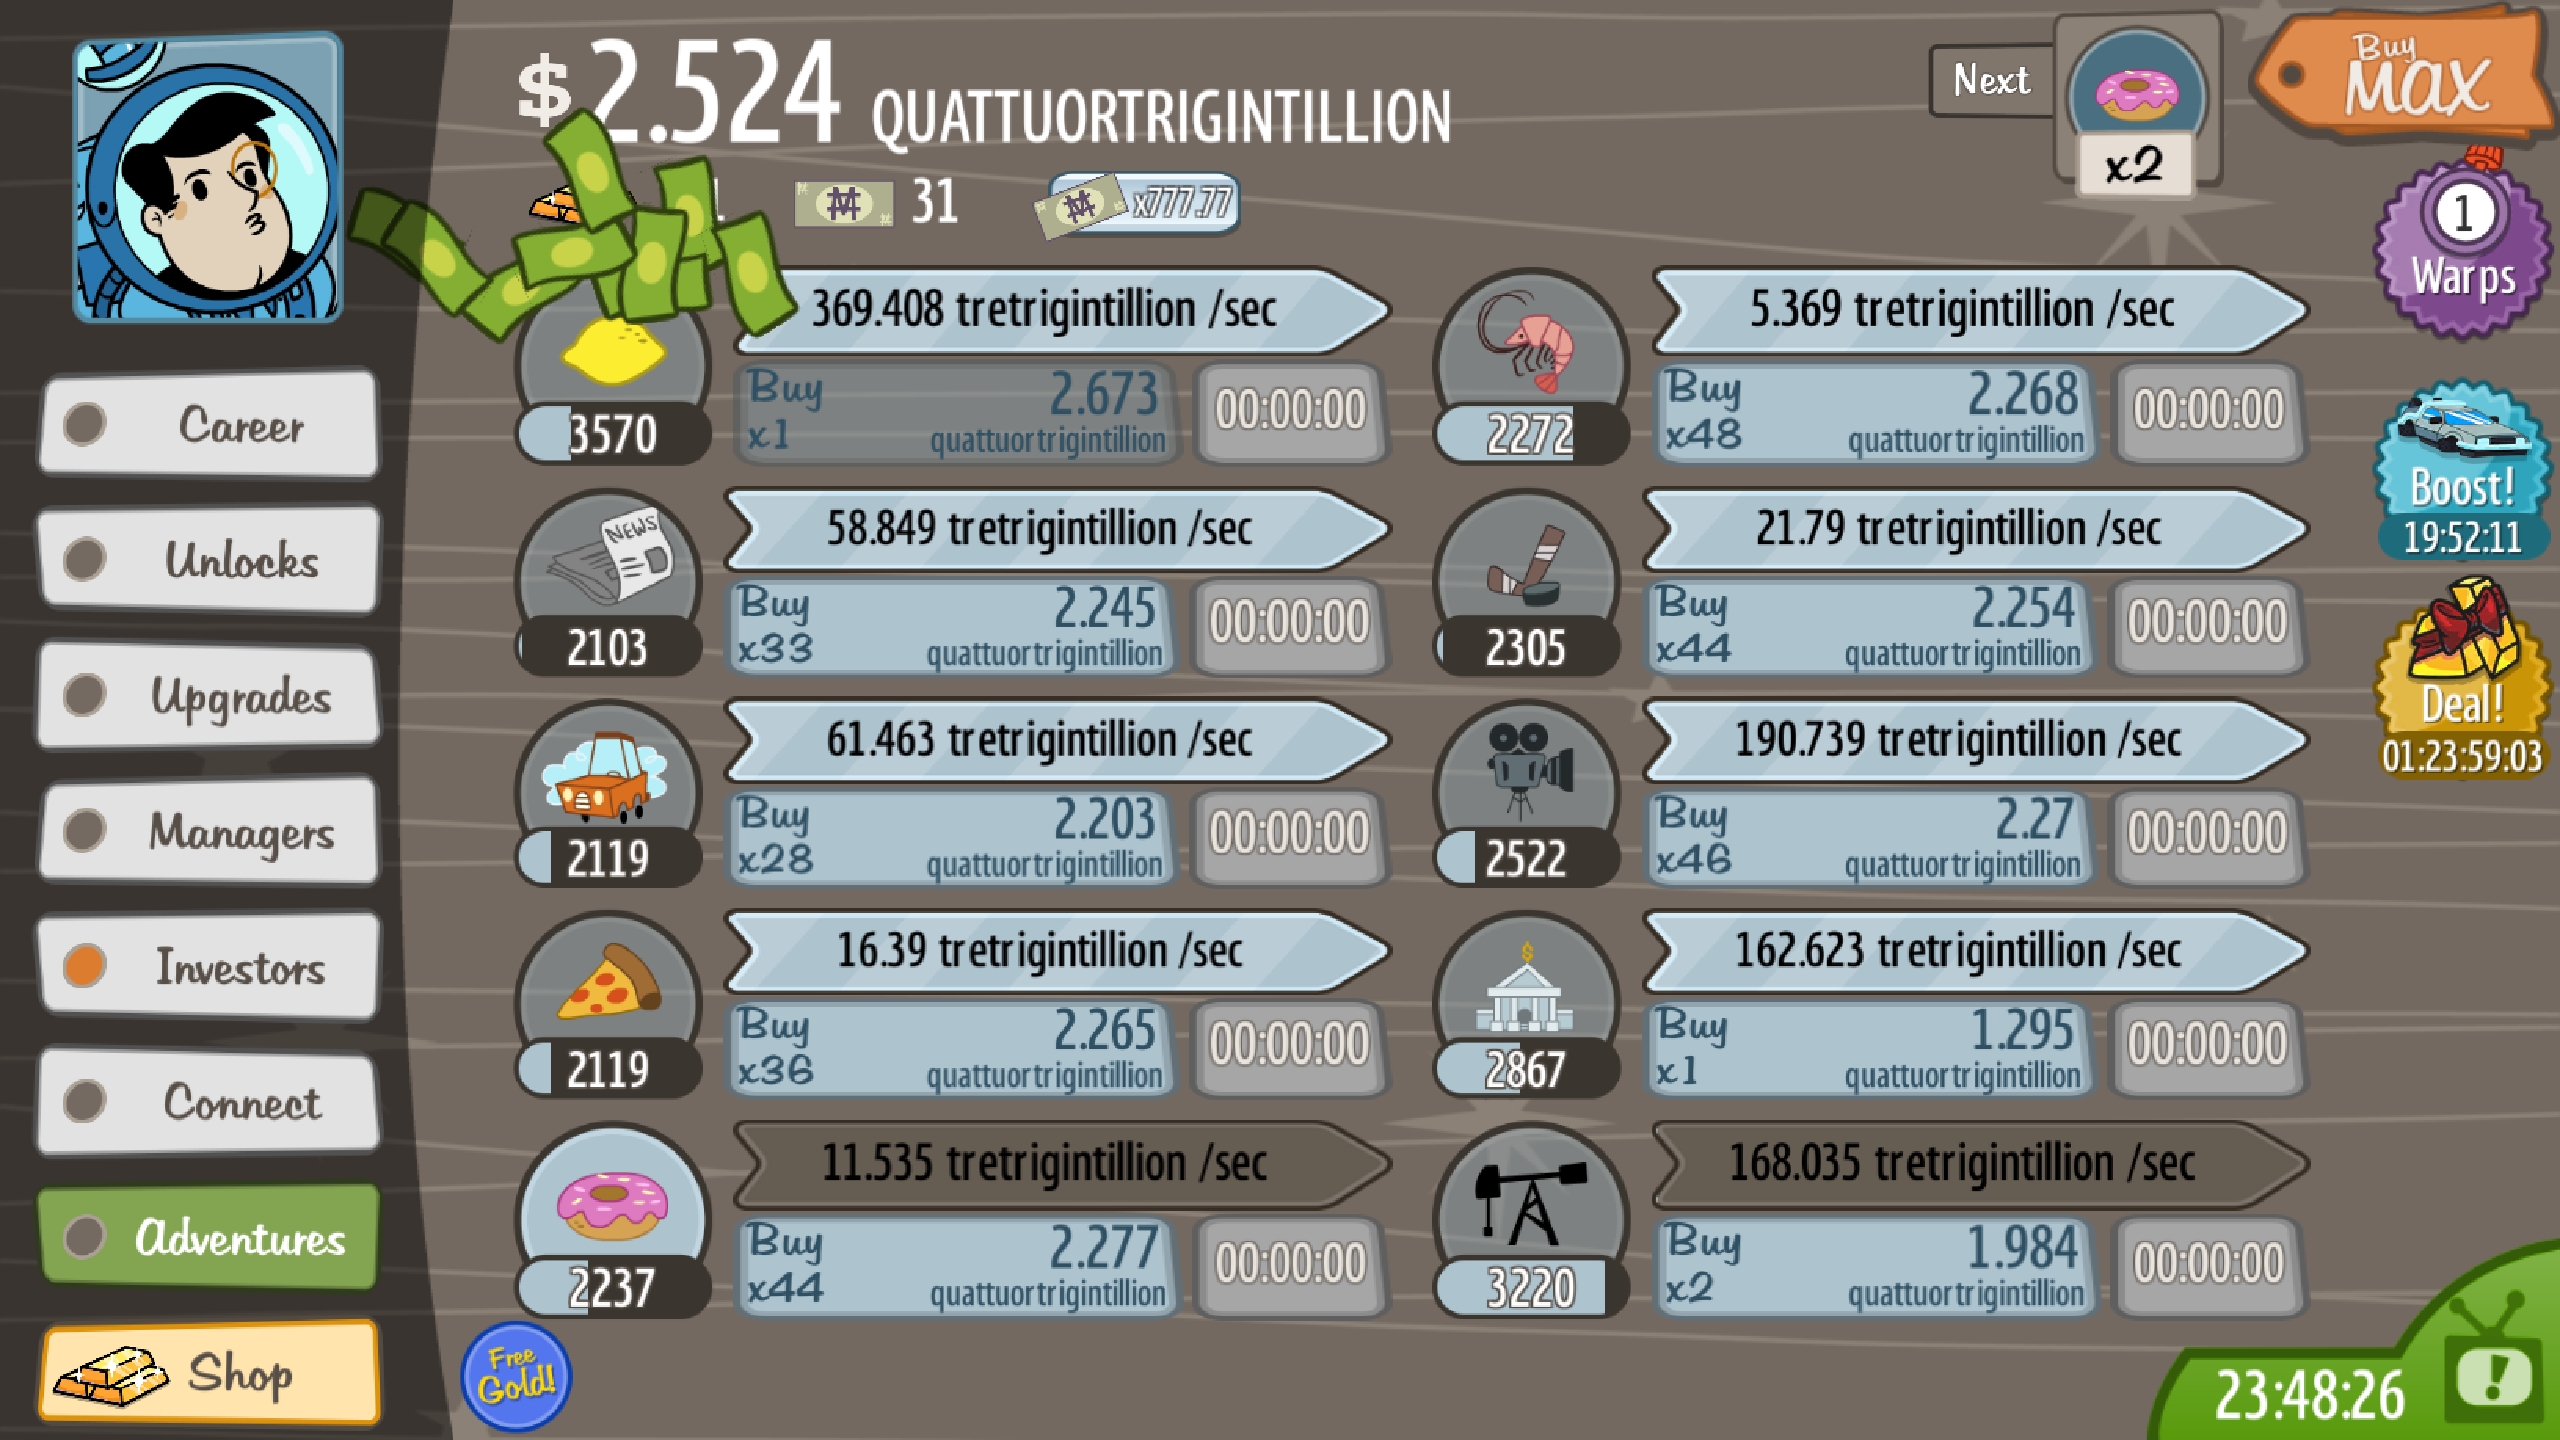 $2.524 QUATTUORTRIGINTILLION
Next
x2
Buy
MAX
31
x777.77
1
Warps
Boost!
19:52:11
Deal!
01:23:59:03
Career
Unlocks
Upgrades
Managers
Investors
Connect
Adventures
Shop
369.408 tretrigintillion /sec
3570
Buy
x1
2.673
quattuortrigintillion
00:00:00
5.369 tretrigintillion /sec
2272
Buy
x48
2.268
quattuortrigintillion
00:00:00
NEWS
58.849 tretrigintillion /sec
2103
Buy
x33
2.245
quattuortrigintillion
00:00:00
21.79 tretrigintillion /sec
2305
Buy
x44
2.254
quattuortrigintillion
00:00:00
61.463 tretrigintillion /sec
2119
Buy
x28
2.203
quattuortrigintillion
00:00:00
190.739 tretrigintillion /sec
2522
Buy
x46
2.27
quattuortrigintillion
00:00:00
16.39 tretrigintillion /sec
2119
Buy
x36
2.265
quattuortrigintillion
00:00:00
$
162.623 tretrigintillion /sec
2867
Buy
x1
1.295
quattuortrigintillion
00:00:00
11.535 tretrigintillion /sec
2237
Buy
x44
2.277
quattuortrigintillion
00:00:00
168.035 tretrigintillion /sec
3220
Buy
x2
1.984
quattuortrigintillion
00:00:00
Free
Gold!
23:48:26
!